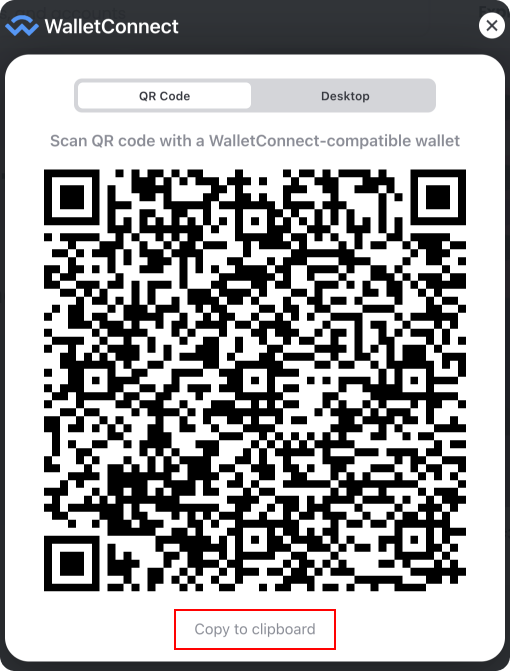 WalletConnect
QR Code
Desktop
Scan QR code with a WalletConnect-compatible wallet
Copy to clipboard